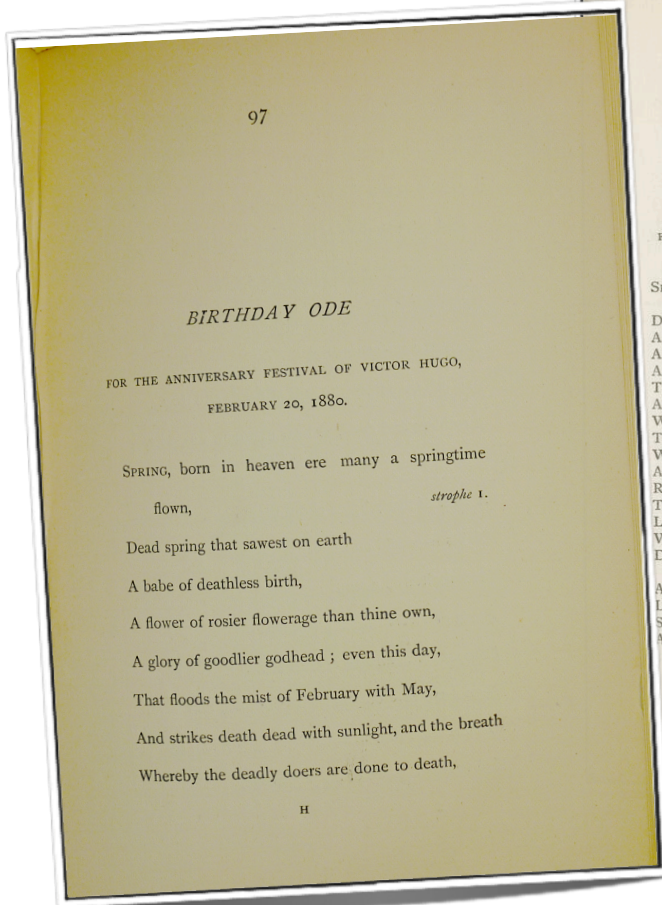 97
BIRTHDAY ODE
FOR THE ANNIVERSARY FESTIVAL OF VICTOR HUGO,
FEBRUARY 20, 1880.
SPRING, born in heaven ere many a springtime
flown, strophe 1.
Dead spring that sawest on earth
A babe of deathless birth,
A flower of rosier flowerage than thine own,
A glory of goodlier godhead ; even this day,
That floods the mist of February with May,
And strikes death dead with sunlight, and the breath
Whereby the deadly doers are done to death,
H